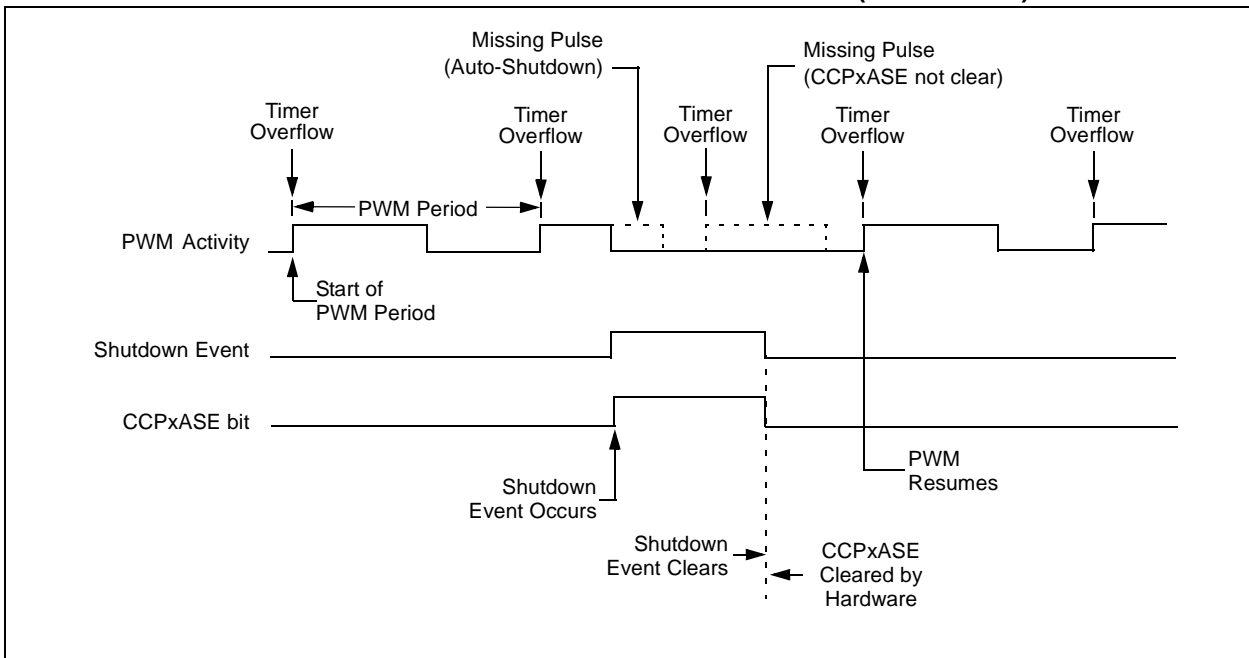 Missing Pulse
(Auto-Shutdown)
Missing Pulse
(CCPxASE not clear)
Timer
Overflow
Timer
Overflow
Timer
Overflow
Timer
Overflow
Timer
Overflow
PWM Period
PWM Activity
Start of
PWM Period
Shutdown Event
CCPxASE bit
Shutdown
Event Occurs
PWM
Resumes
Shutdown
Event Clears
CCPxASE
Cleared by
Hardware